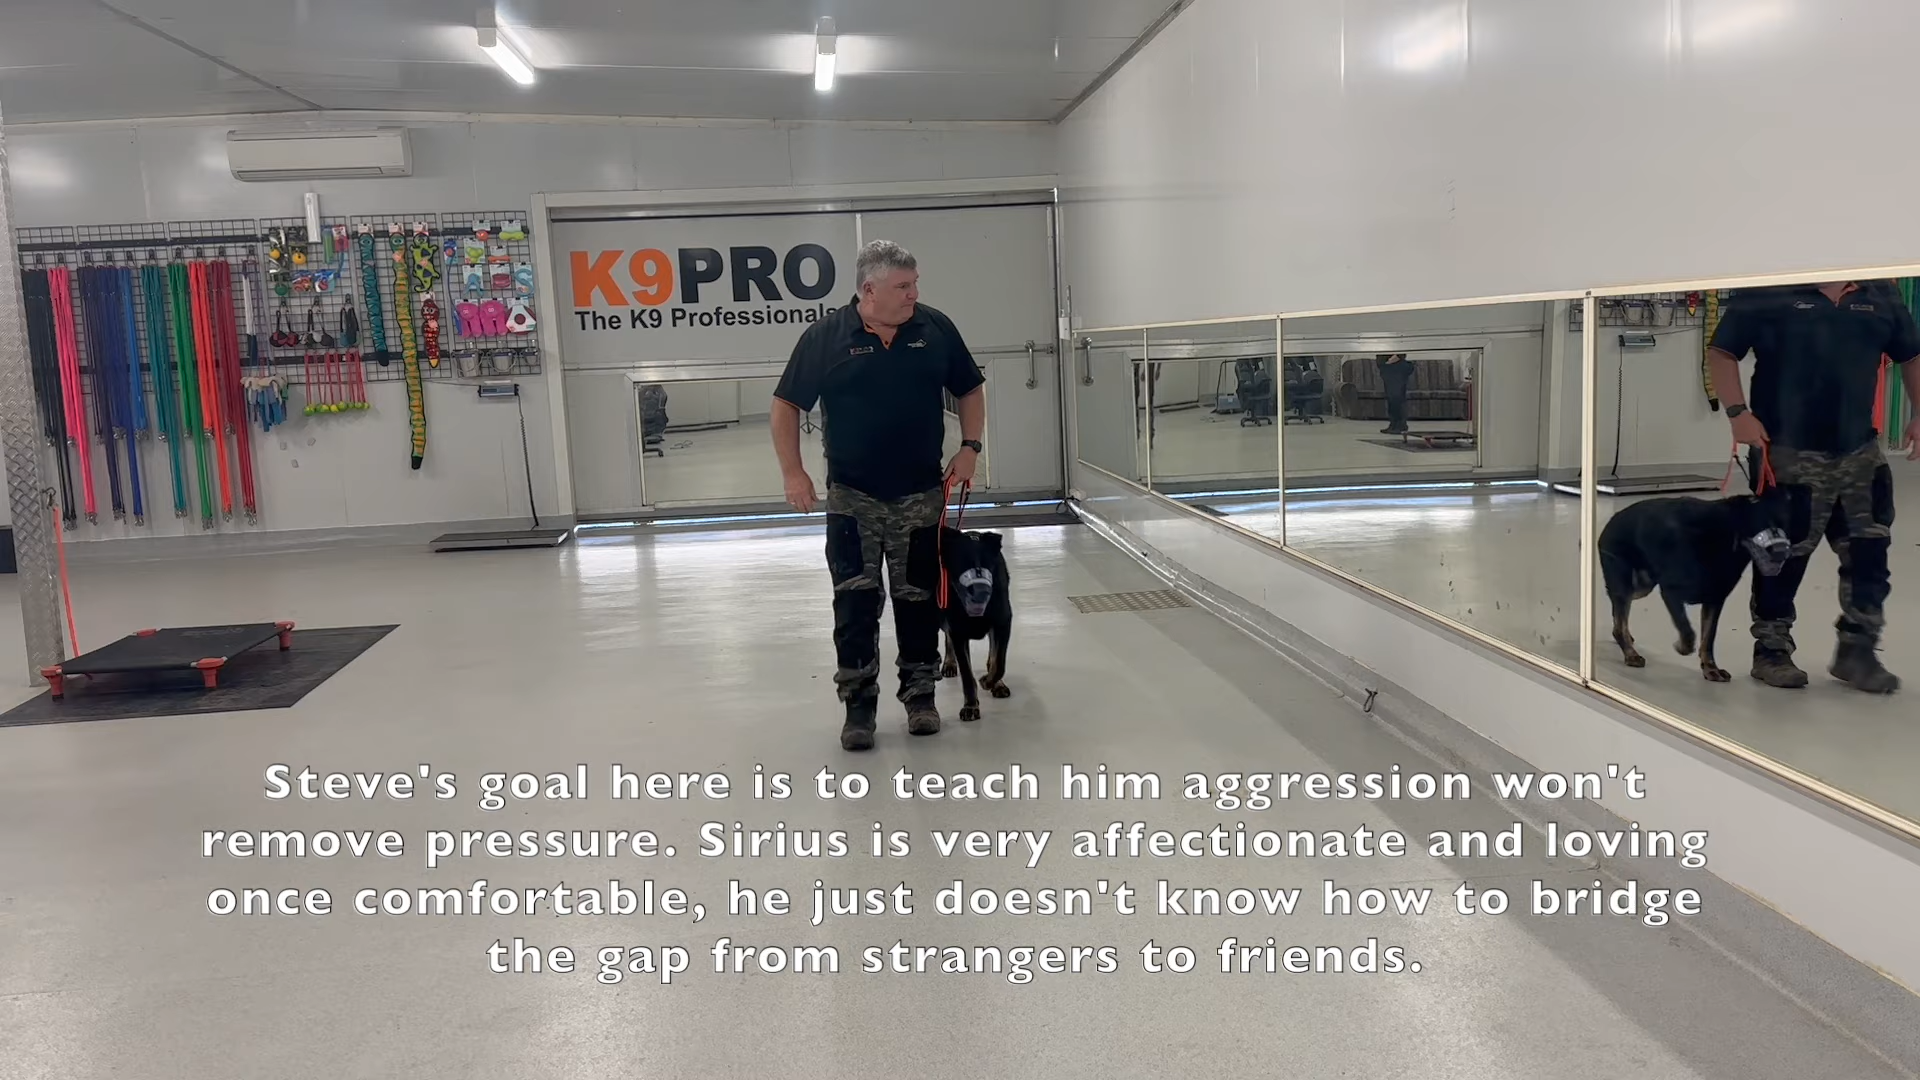 K9PRO
The K9 Professionals
Steve's goal here is to teach him aggression won't
remove pressure. Sirius is very affectionate and loving
once comfortable, he just doesn't know how to bridge
the gap from strangers to friends.